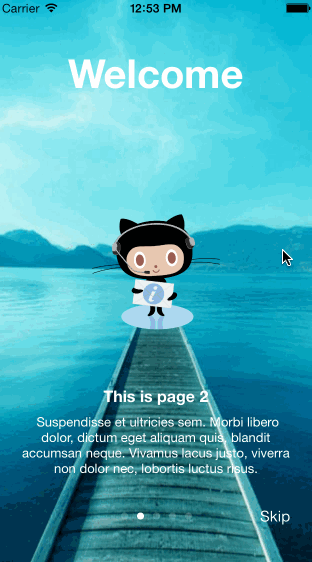 Carrier 12:53 PM
Welcome
i
This is page 2
Suspendisse et ultricies sem. Morbi libero
dolor, dictum eget aliquam quis, blandit
accumsan neque. Vivamus lacus justo, viverra
non dolor nec, lobortis luctus risus.
Skip